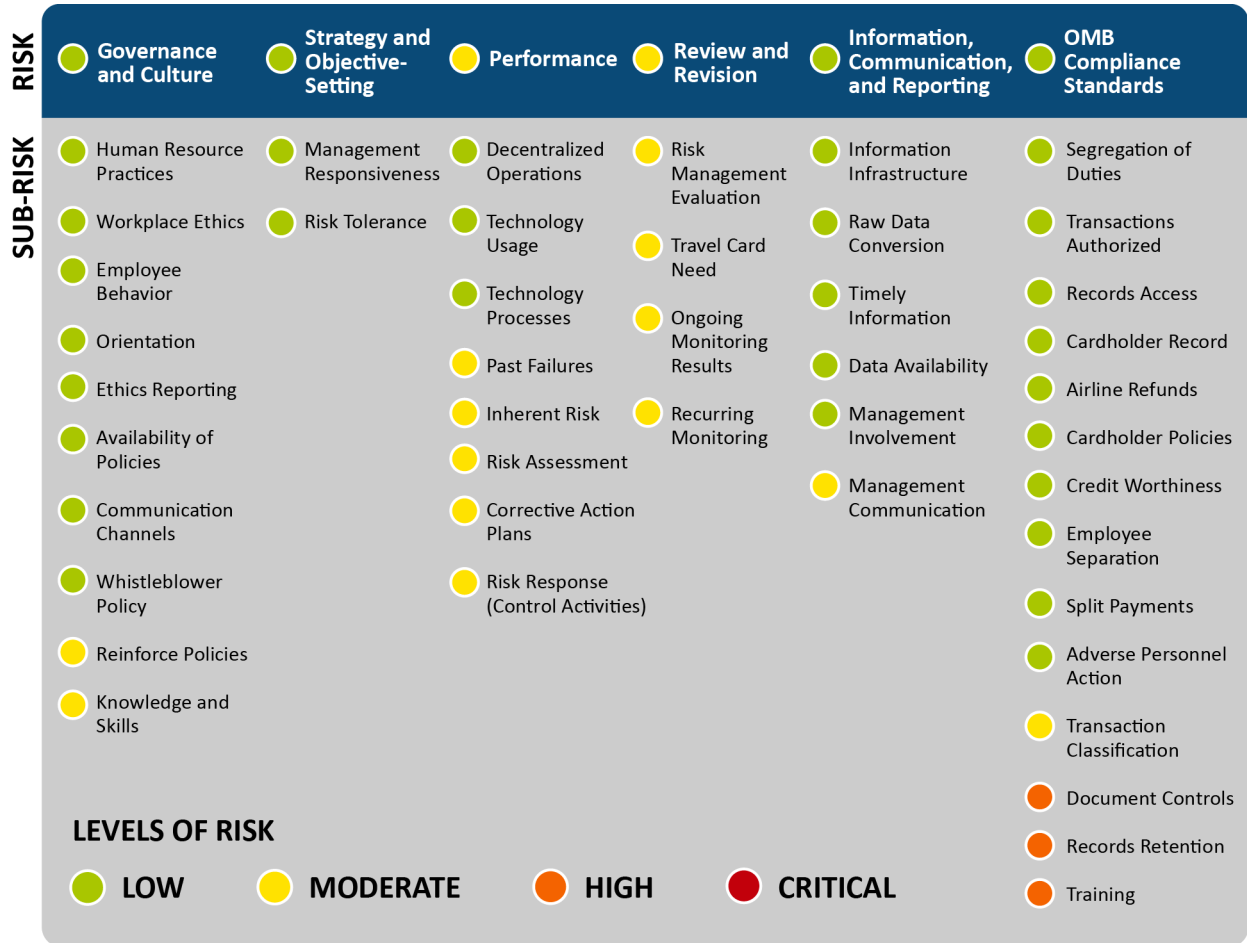 RISK
Governance
and Culture
Strategy and
Objective-
Setting
Performance
Review and
Revision
Information,
Communication,
and Reporting
OMB
Compliance
Standards
SUB-RISK
Human Resource
Practices
Workplace Ethics
Employee
Behavior
Orientation
Ethics Reporting
Availability of
Policies
Communication
Channels
Whistleblower
Policy
Reinforce Policies
Knowledge and
Skills
Management
Responsiveness
Risk Tolerance
Decentralized
Operations
Technology
Usage
Technology
Processes
Past Failures
Inherent Risk
Risk Assessment
Corrective Action
Plans
Risk Response
(Control Activities)
Risk
Management
Evaluation
Travel Card
Need
Ongoing
Monitoring
Results
Recurring
Monitoring
Information
Infrastructure
Raw Data
Conversion
Timely
Information
Data Availability
Management
Involvement
Management
Communication
Segregation of
Duties
Transactions
Authorized
Records Access
Cardholder Record
Airline Refunds
Cardholder Policies
Credit Worthiness
Employee
Separation
Split Payments
Adverse Personnel
Action
Transaction
Classification
Document Controls
Records Retention
Training
LEVELS OF RISK
LOW
MODERATE
HIGH
CRITICAL